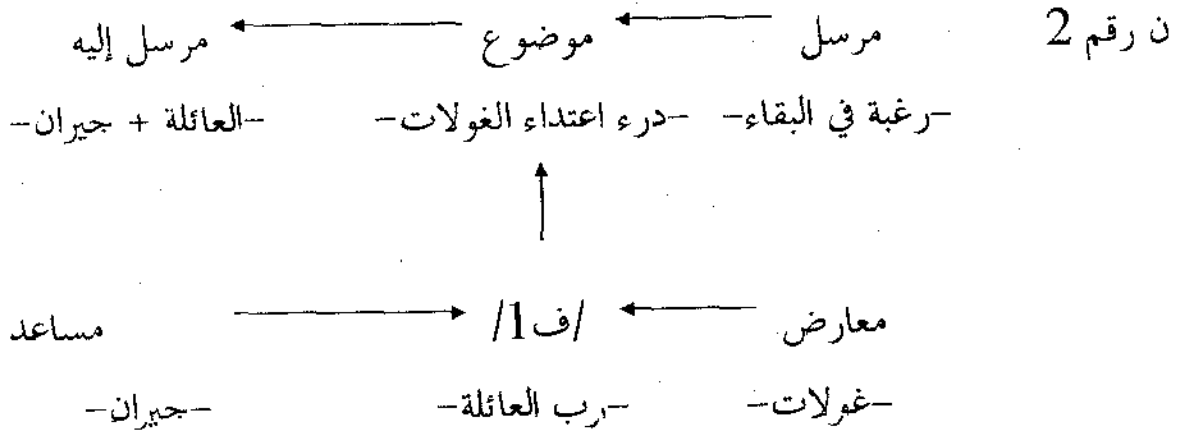 ن رقم 2 مرسل موضوع مرسل إليه
-رغبة في البقاء- -درء اعتداء الغولات- -العائلة + جيران-
معارض /ف1/ مساعد
-غولات- -رب العائلة- -جيران-